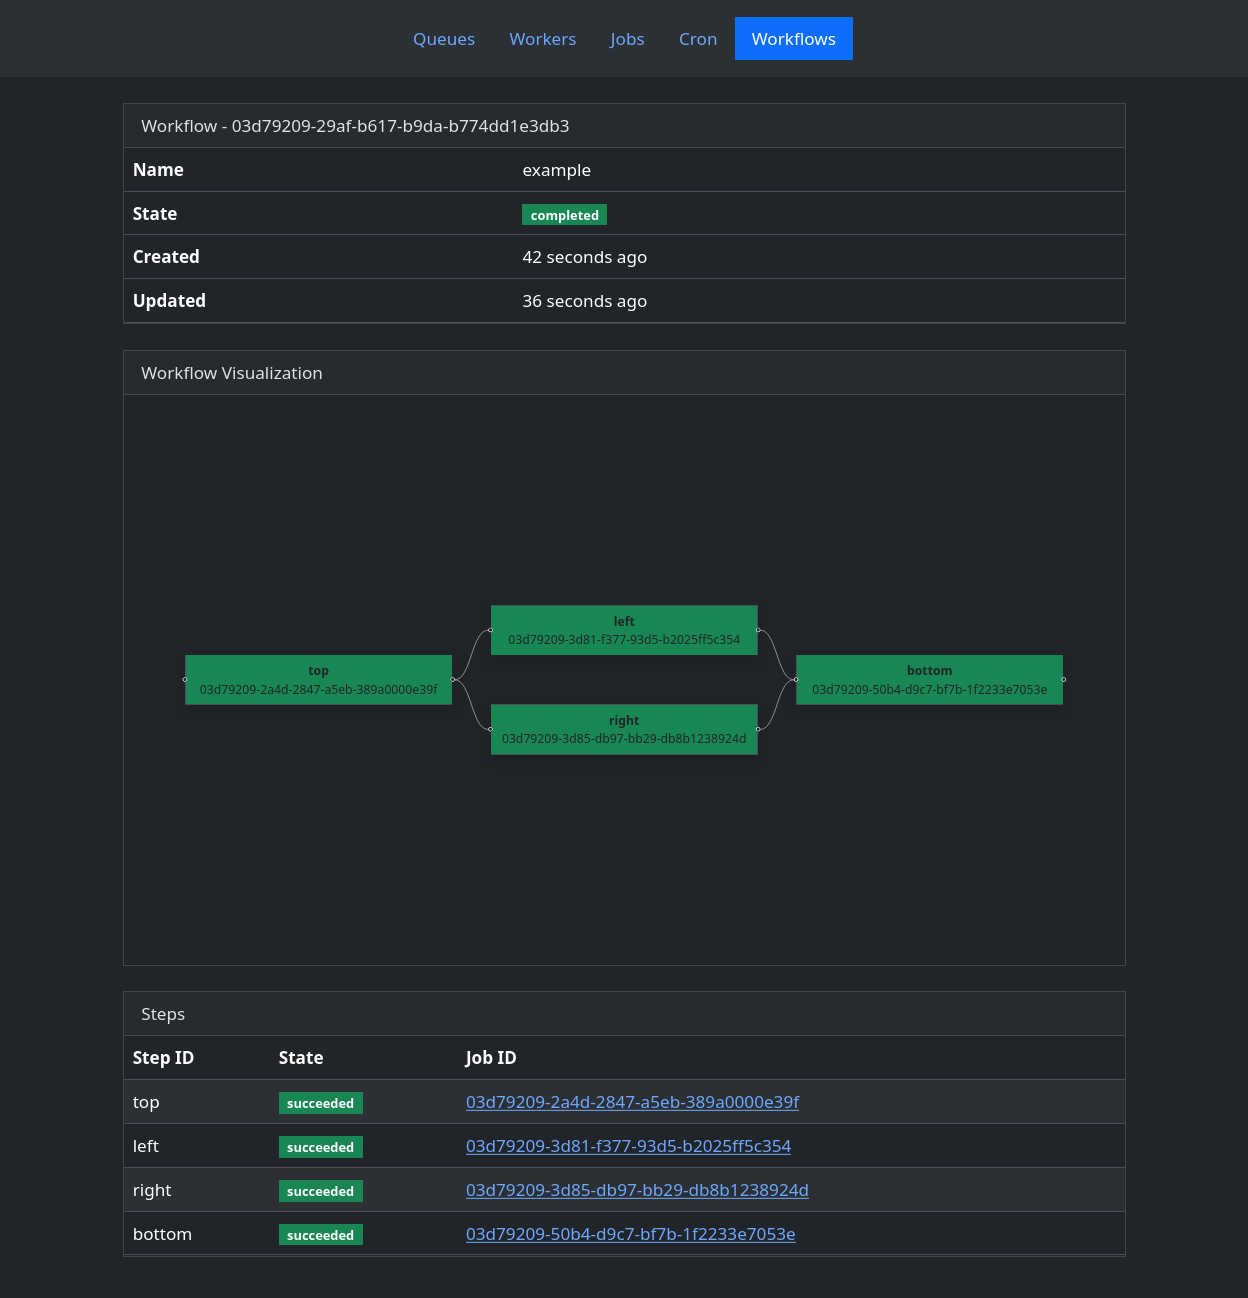 Queues Workers Jobs Cron Workflows
Workflow - 03d79209-29af-b617-b9da-b774dd1e3db3
Name example
State completed
Created 42 seconds ago
Updated 36 seconds ago
Workflow Visualization
top
03d79209-2a4d-2847-a5eb-389a0000e39f
left
03d79209-3d81-f377-93d5-b2025ff5c354
right
03d79209-3d85-db97-bb29-db8b1238924d
bottom
03d79209-50b4-d9c7-bf7b-1f2233e7053e
Steps
Step ID State Job ID
top succeeded 03d79209-2a4d-2847-a5eb-389a0000e39f
left succeeded 03d79209-3d81-f377-93d5-b2025ff5c354
right succeeded 03d79209-3d85-db97-bb29-db8b1238924d
bottom succeeded 03d79209-50b4-d9c7-bf7b-1f2233e7053e